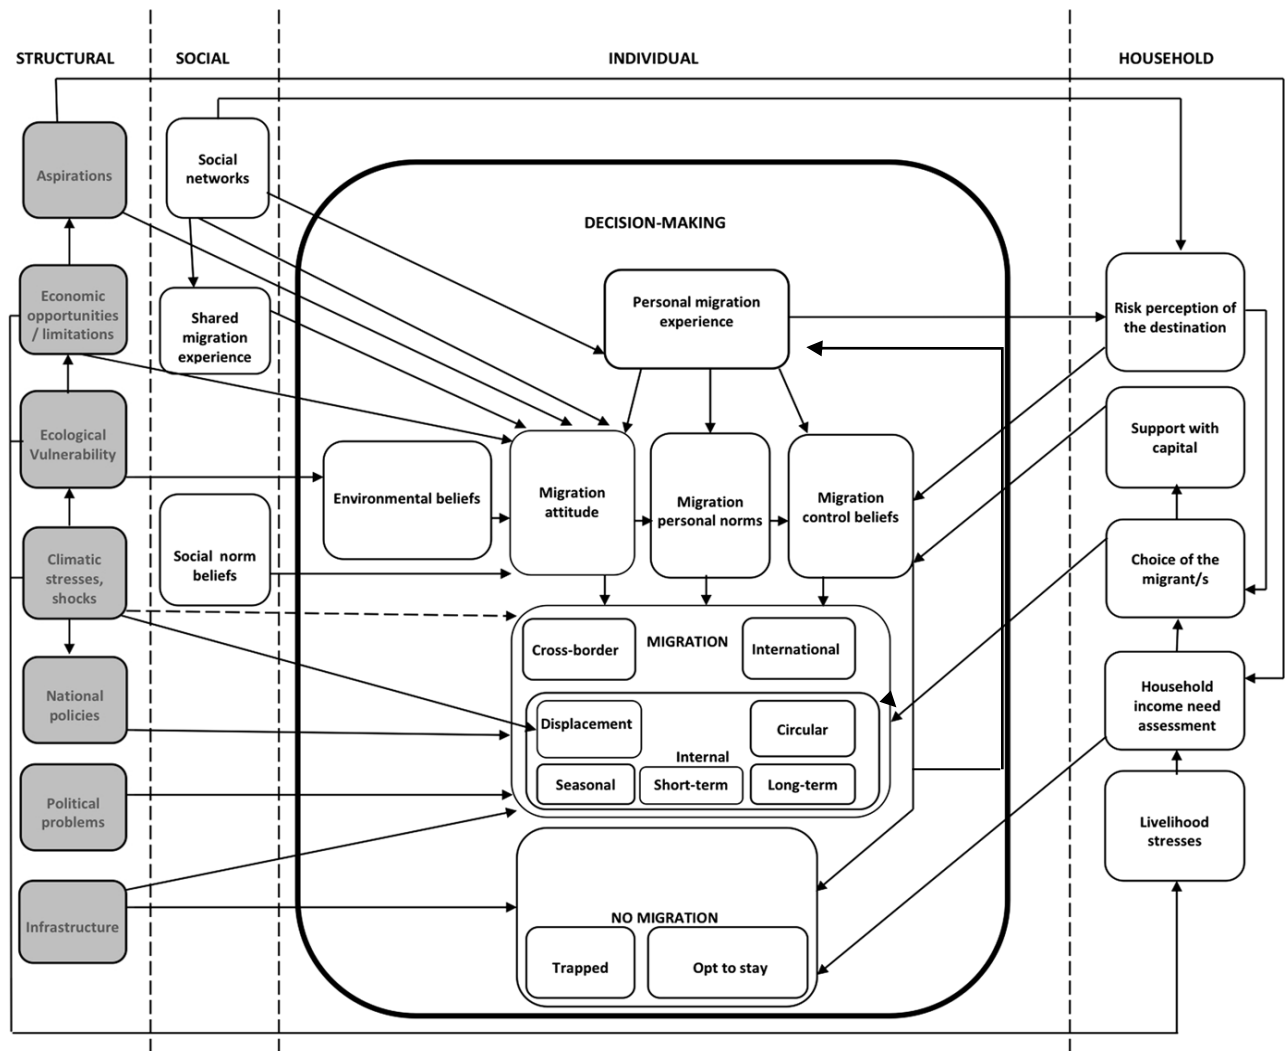 STRUCTURAL
SOCIAL
INDIVIDUAL
HOUSEHOLD
Aspirations
Economic
opportunities
/ limitations
Ecological
Vulnerability
Climatic
stresses,
shocks
National
policies
Political
problems
Infrastructure
Social
networks
Shared
migration
experience
Social norm
beliefs
DECISION-MAKING
Personal migration
experience
Environmental beliefs
Migration
attitude
Migration
personal norms
Migration
control beliefs
MIGRATION
Cross-border
International
Displacement
Circular
Internal
Seasonal
Short-term
Long-term
NO MIGRATION
Trapped
Opt to stay
Risk perception of
the destination
Support with
capital
Choice of the
migrant/s
Household
income need
assessment
Livelihood
stresses